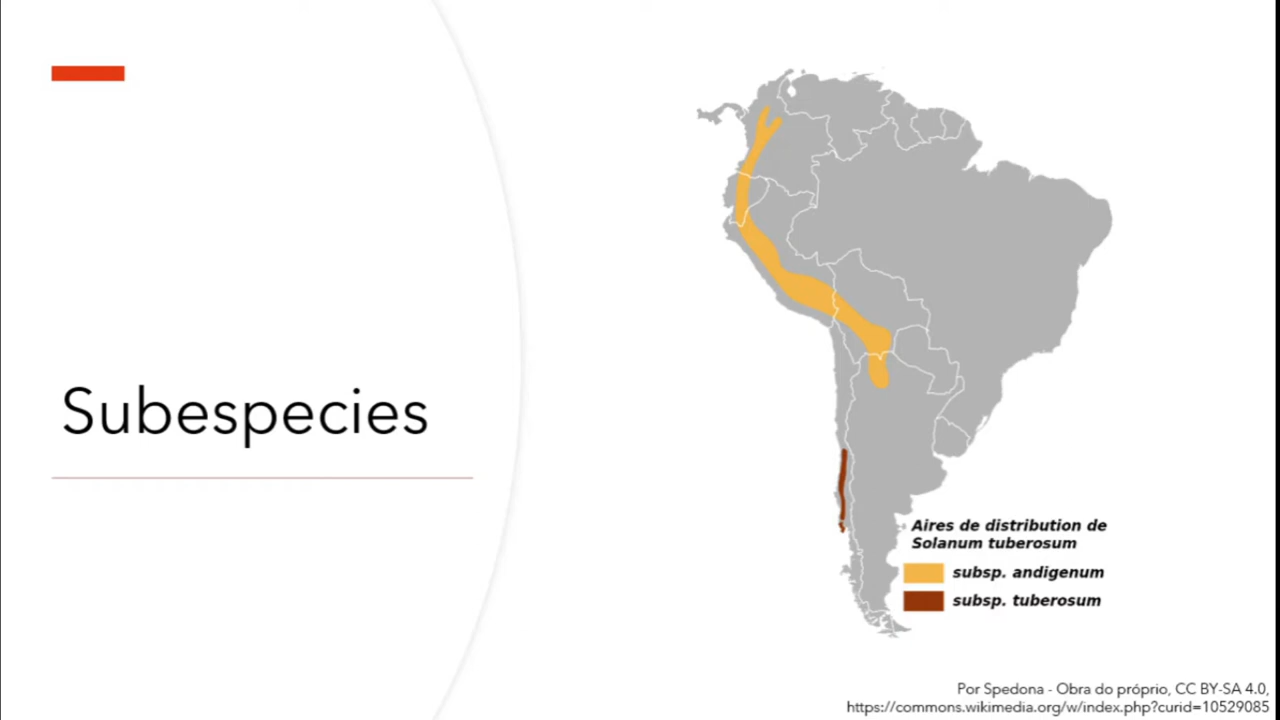 Subespecies
Aires de distribution de
Solanum tuberosum
subsp. andigenum
subsp. tuberosum
Por Spedona - Obra do próprio, CC BY-SA 4.0,
https://commons.wikimedia.org/w/index.php?curid=10529085